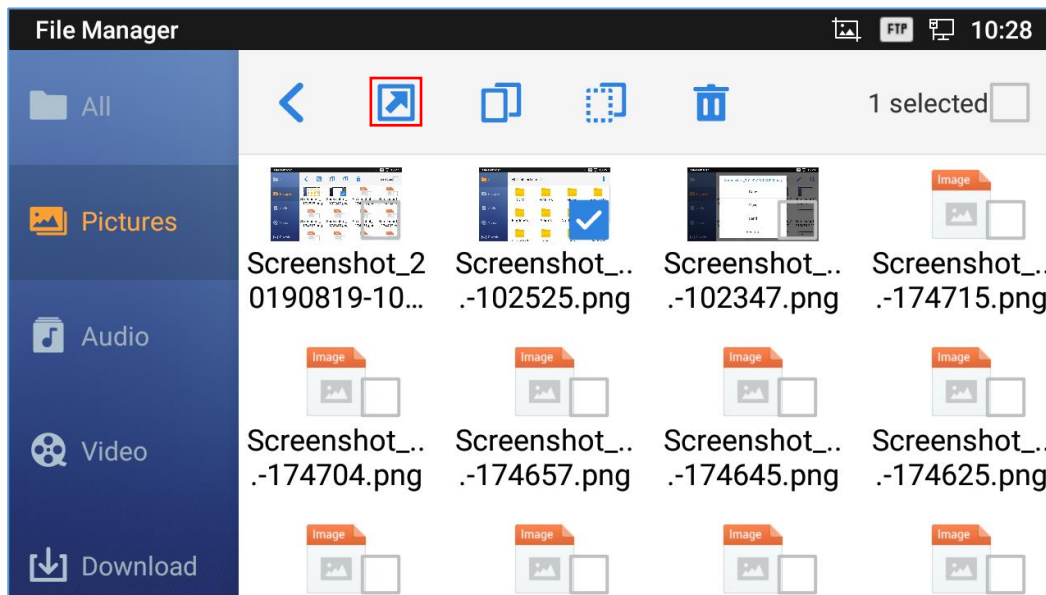 File Manager
FTP
10:28
All
1 selected
Pictures
Image
Screenshot_2
0190819-10...
Screenshot_..
.-102525.png
Screenshot_..
.-102347.png
Screenshot_..
.-174715.png
Audio
Image
Image
Image
Image
Screenshot_..
.-174704.png
Screenshot_..
.-174657.png
Screenshot_..
.-174645.png
Screenshot_..
.-174625.png
Video
Image
Image
Image
Image
Download